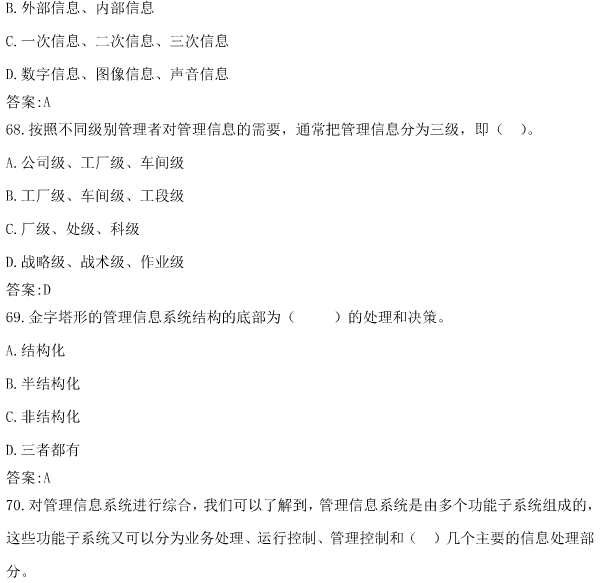 B.外部信息、内部信息
C.一次信息、二次信息、三次信息
D.数字信息、图像信息、声音信息
答案:A
68.按照不同级别管理者对管理信息的需要，通常把管理信息分为三级，即（ ）。
A.公司级、工厂级、车间级
B.工厂级、车间级、工段级
C.厂级、处级、科级
D.战略级、战术级、作业级
答案:D
69.金字塔形的管理信息系统结构的底部为（ ）的处理和决策。
A.结构化
B.半结构化
C.非结构化
D.三者都有
答案:A
70.对管理信息系统进行综合，我们可以了解到，管理信息系统是由多个功能子系统组成的，
这些功能子系统又可以分为业务处理、运行控制、管理控制和（ ）几个主要的信息处理部
分。